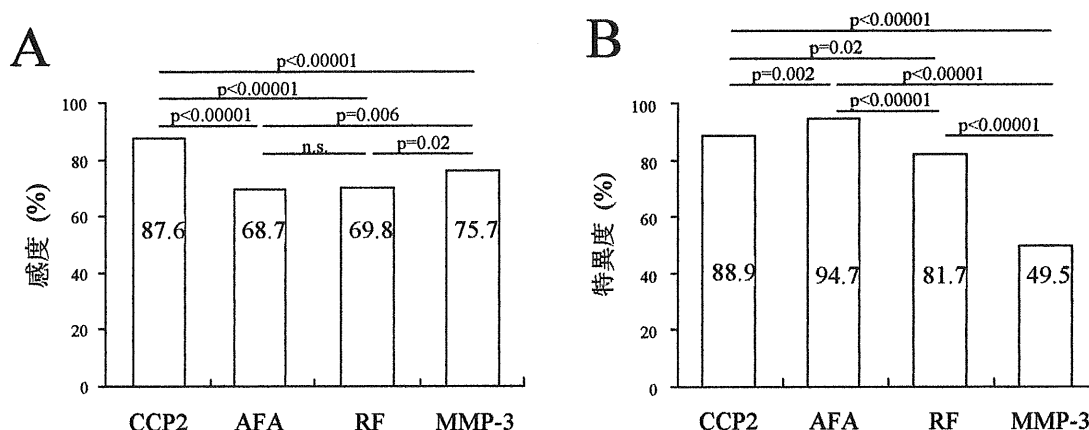 A
p<0.00001
p<0.00001
p<0.00001
p=0.006
n.s.
p=0.02
感度 (%)
100
80
60
40
20
0
87.6
68.7
69.8
75.7
CCP2
AFA
RF
MMP-3
B
p<0.00001
p=0.02
p=0.002
p<0.00001
p<0.00001
p<0.00001
特異度 (%)
100
80
60
40
20
0
88.9
94.7
81.7
49.5
CCP2
AFA
RF
MMP-3